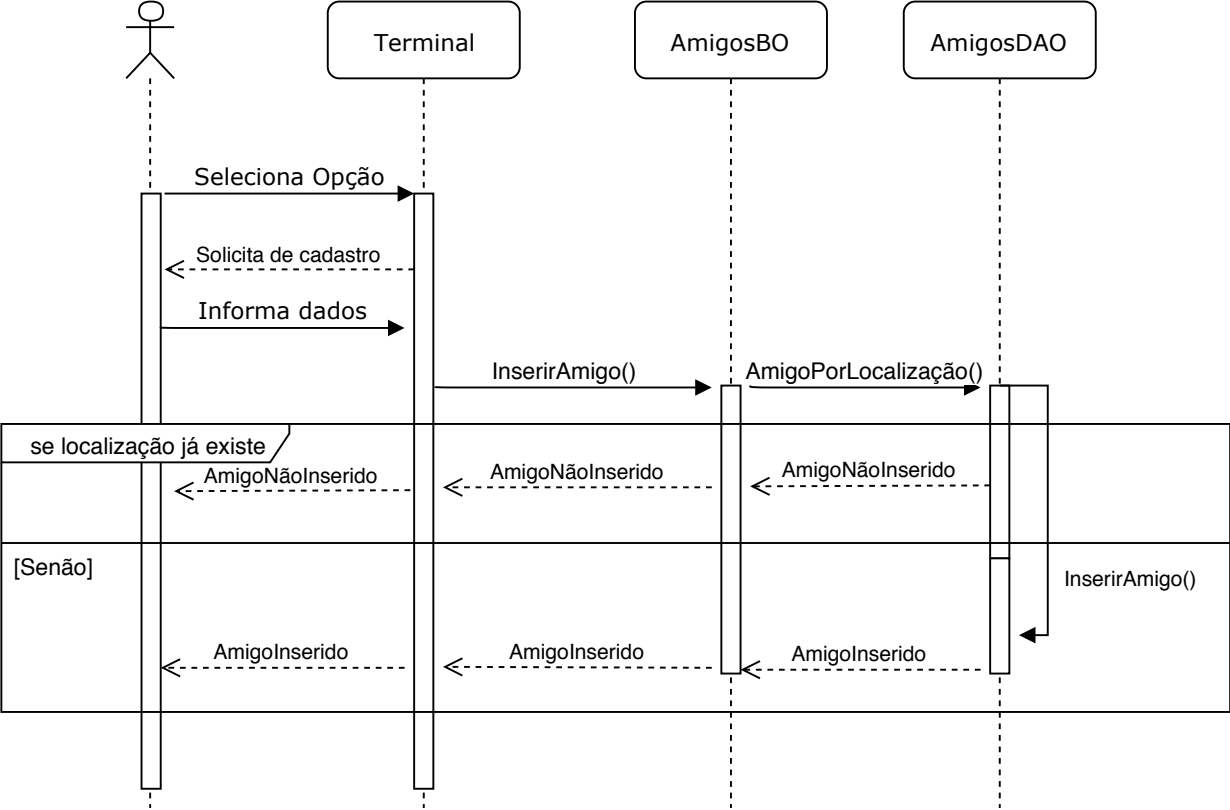 Terminal
AmigosBO
AmigosDAO
Seleciona Opção
Solicita de cadastro
Informa dados
InserirAmigo()
AmigoPorLocalização()
se localização já existe
AmigoNãoInserido
AmigoNãoInserido
AmigoNãoInserido
[Senão]
InserirAmigo()
AmigoInserido
AmigoInserido
AmigoInserido